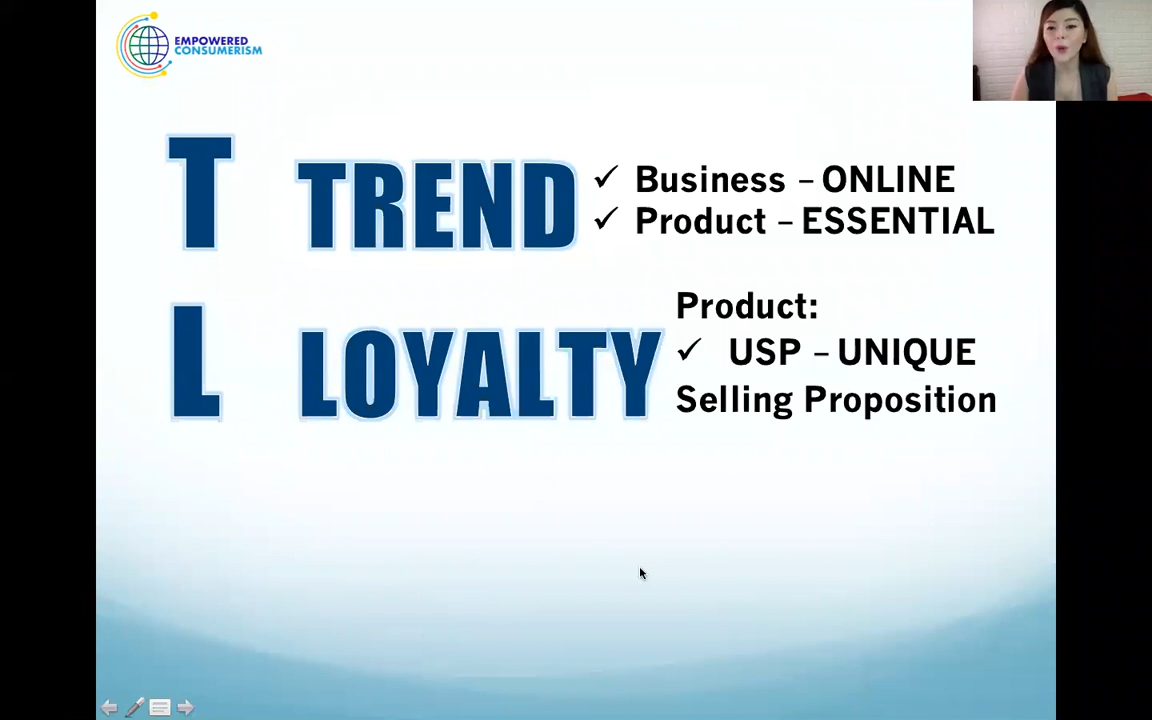 EMPOWERED
CONSUMERISM
T TREND
✓ Business – ONLINE
✓ Product – ESSENTIAL
L LOYALTY
Product:
✓ USP – UNIQUE
Selling Proposition